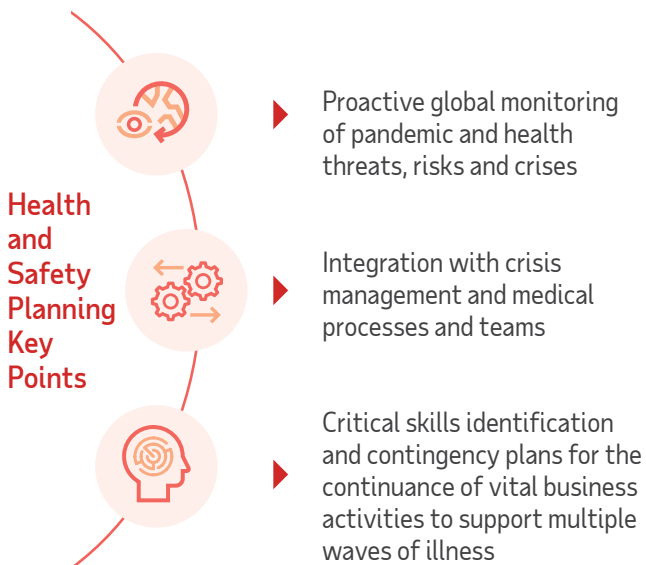 Health
and
Safety
Planning
Key
Points
Proactive global monitoring
of pandemic and health
threats, risks and crises
Integration with crisis
management and medical
processes and teams
Critical skills identification
and contingency plans for the
continuance of vital business
activities to support multiple
waves of illness